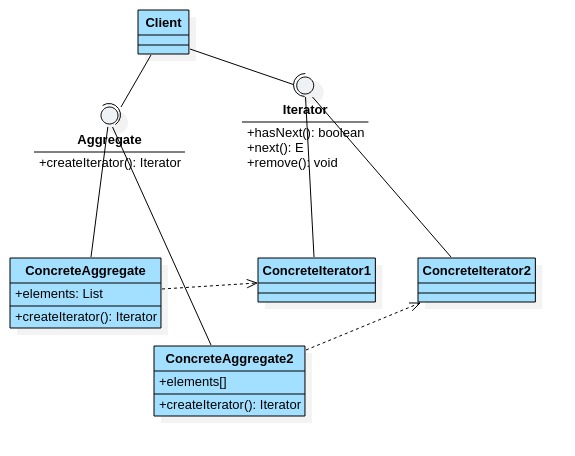 Client
Iterator
+hasNext(): boolean
+next(): E
+remove(): void
Aggregate
+createIterator(): Iterator
ConcreteAggregate
+elements: List
+createIterator(): Iterator
ConcreteIterator1
ConcreteIterator2
ConcreteAggregate2
+elements[]
+createIterator(): Iterator